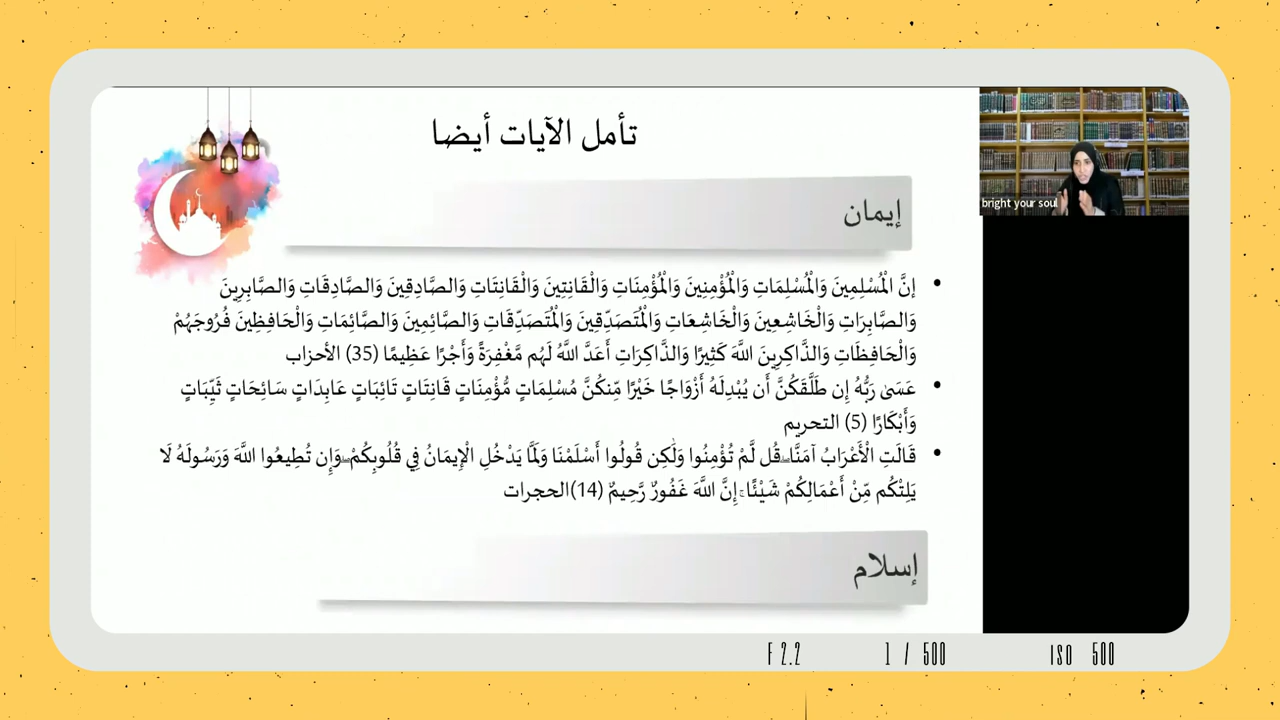 تأمل الآيات أيضا
إيمان
• إنَّ الْمُسْلِمِينَ وَالْمُسْلِمَاتِ وَالْمُؤْمِنِينَ وَالْمُؤْمِنَاتِ وَالْقَانِتِينَ وَالْقَانِتَاتِ وَالصَّادِقِينَ وَالصَّادِقَاتِ وَالصَّابِرِينَ
وَالصَّابِرَاتِ وَالْخَاشِعِينَ وَالْخَاشِعَاتِ وَالْمُتَصَدِّقِينَ وَالْمُتَصَدِّقَاتِ وَالصَّائِمِينَ وَالصَّائِمَاتِ وَالْحَافِظِينَ فُرُوجَهُمْ
وَالْحَافِظَاتِ وَالذَّاكِرِينَ اللَّهَ كَثِيرًا وَالذَّاكِرَاتِ أَعَدَّ اللَّهُ لَهُم مَّغْفِرَةً وَأَجْرًا عَظِيمًا (35) الأحزاب
• عَسَىٰ رَبُّهُ إِن طَلَّقَكُنَّ أَن يُبْدِلَهُ أَزْوَاجًا خَيْرًا مِّنكُنَّ مُسْلِمَاتٍ مُّؤْمِنَاتٍ قَانِتَاتٍ تَائِبَاتٍ عَابِدَاتٍ سَائِحَاتٍ ثَيِّبَاتٍ
وَأَبْكَارًا (5) التحريم
• قَالَتِ الْأَعْرَابُ آمَنَّا ۖ قُل لَّمْ تُؤْمِنُوا وَلَٰكِن قُولُوا أَسْلَمْنَا وَلَمَّا يَدْخُلِ الْإِيمَانُ فِي قُلُوبِكُمْ ۖ وَإِن تُطِيعُوا اللَّهَ وَرَسُولَهُ لَا
يَلِتْكُم مِّنْ أَعْمَالِكُمْ شَيْئًا ۚ إِنَّ اللَّهَ غَفُورٌ رَّحِيمٌ (14)الحجرات
إسلام
bright your soul
F 2.2 1 / 500 ISO 500